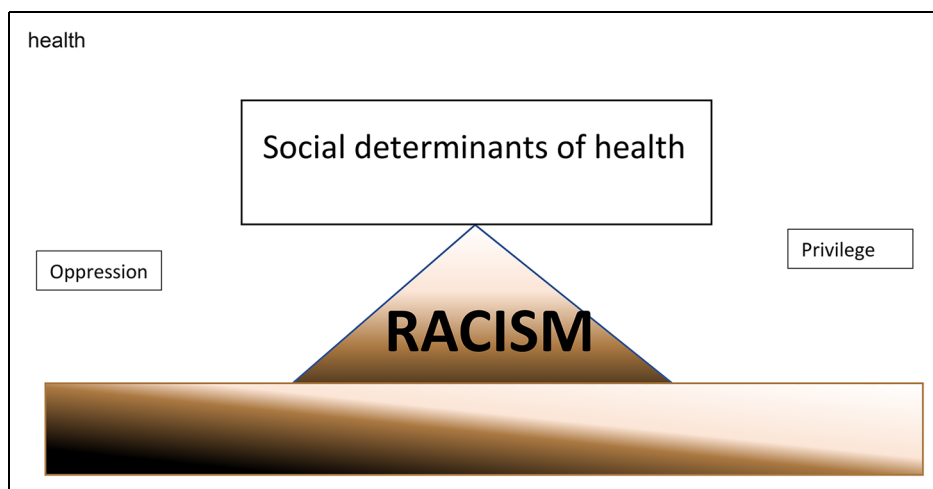 health
Social determinants of health
Oppression
Privilege
RACISM